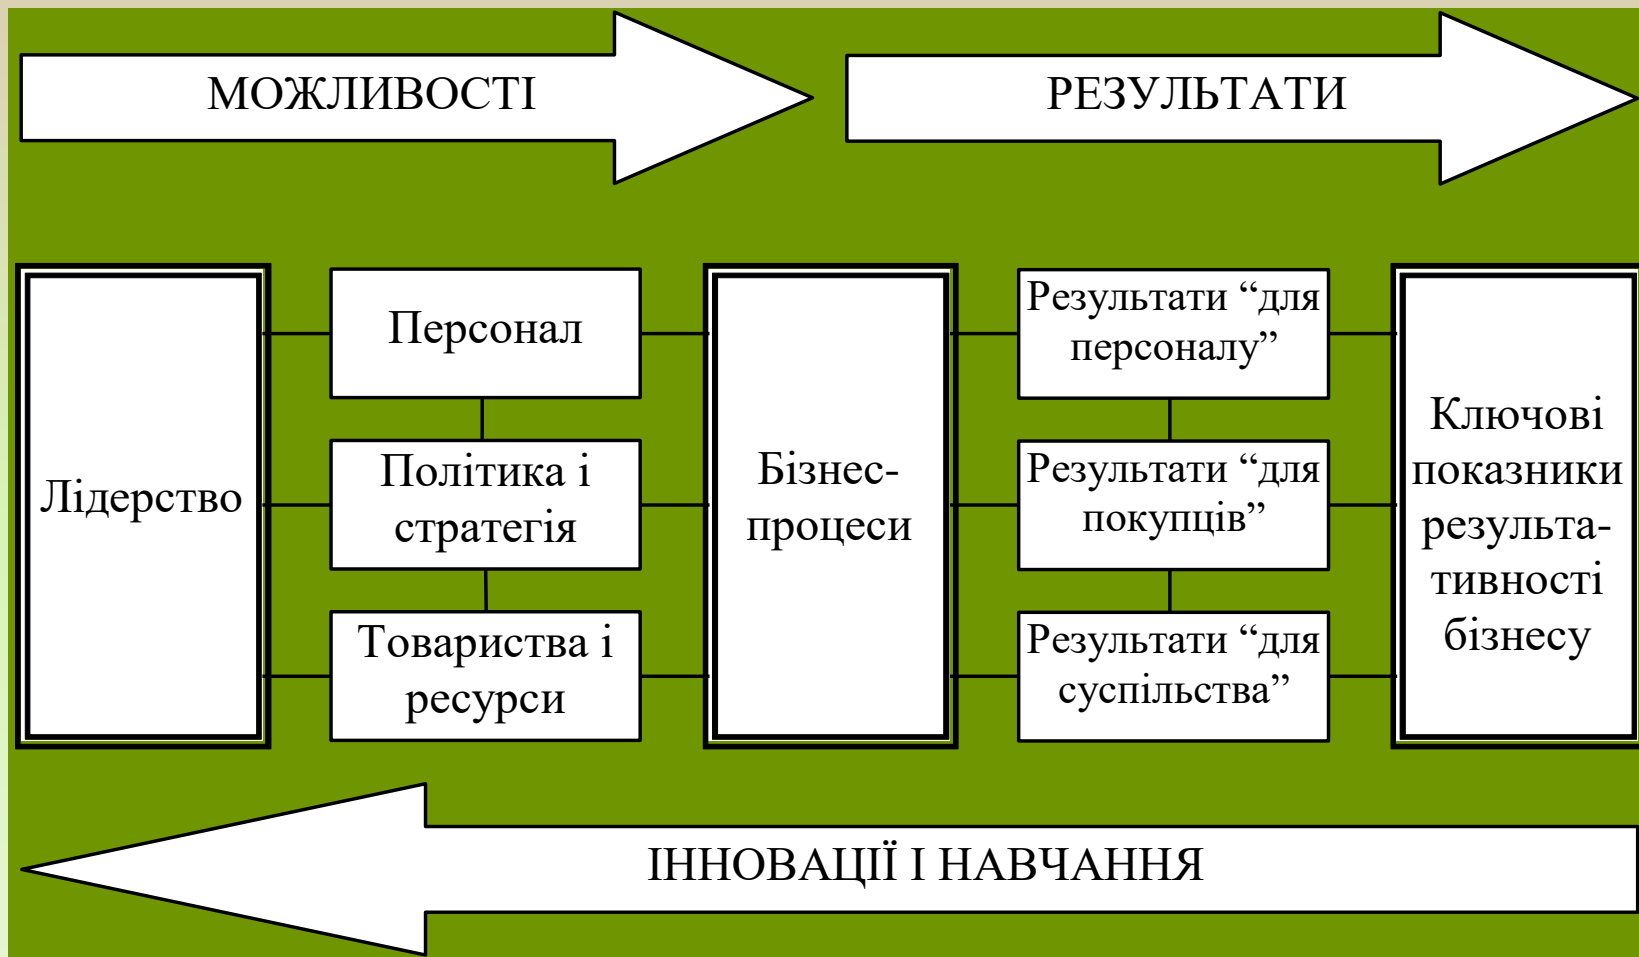 МОЖЛИВОСТІ
РЕЗУЛЬТАТИ
Лідерство
Персонал
Політика і
стратегія
Товариства і
ресурси
Бізнес-
процеси
Результати “для
персоналу”
Результати “для
покупців”
Результати “для
суспільства”
Ключові
показники
результа-
тивності
бізнесу
ІННОВАЦІЇ І НАВЧАННЯ